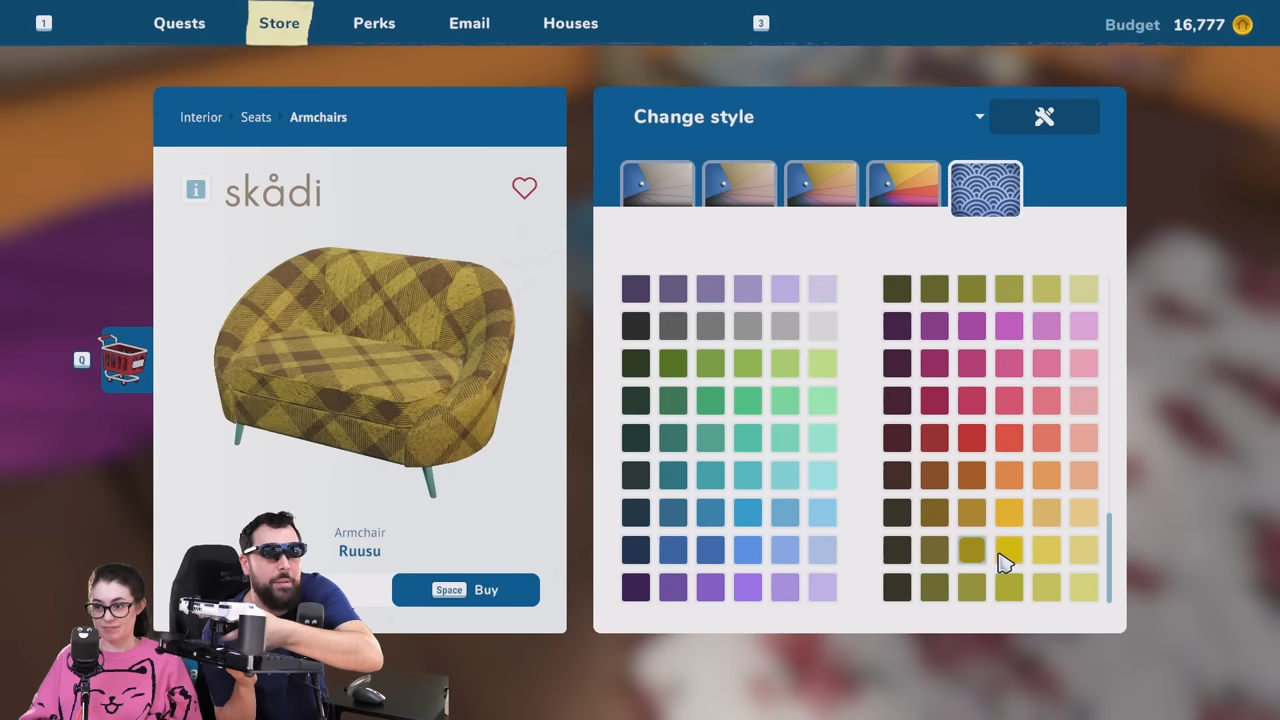 1 Quests Store Perks Email Houses 3 Budget 16,777
Interior Seats Armchairs
Change style
i skådi
Q
Armchair
Ruusu
Space Buy